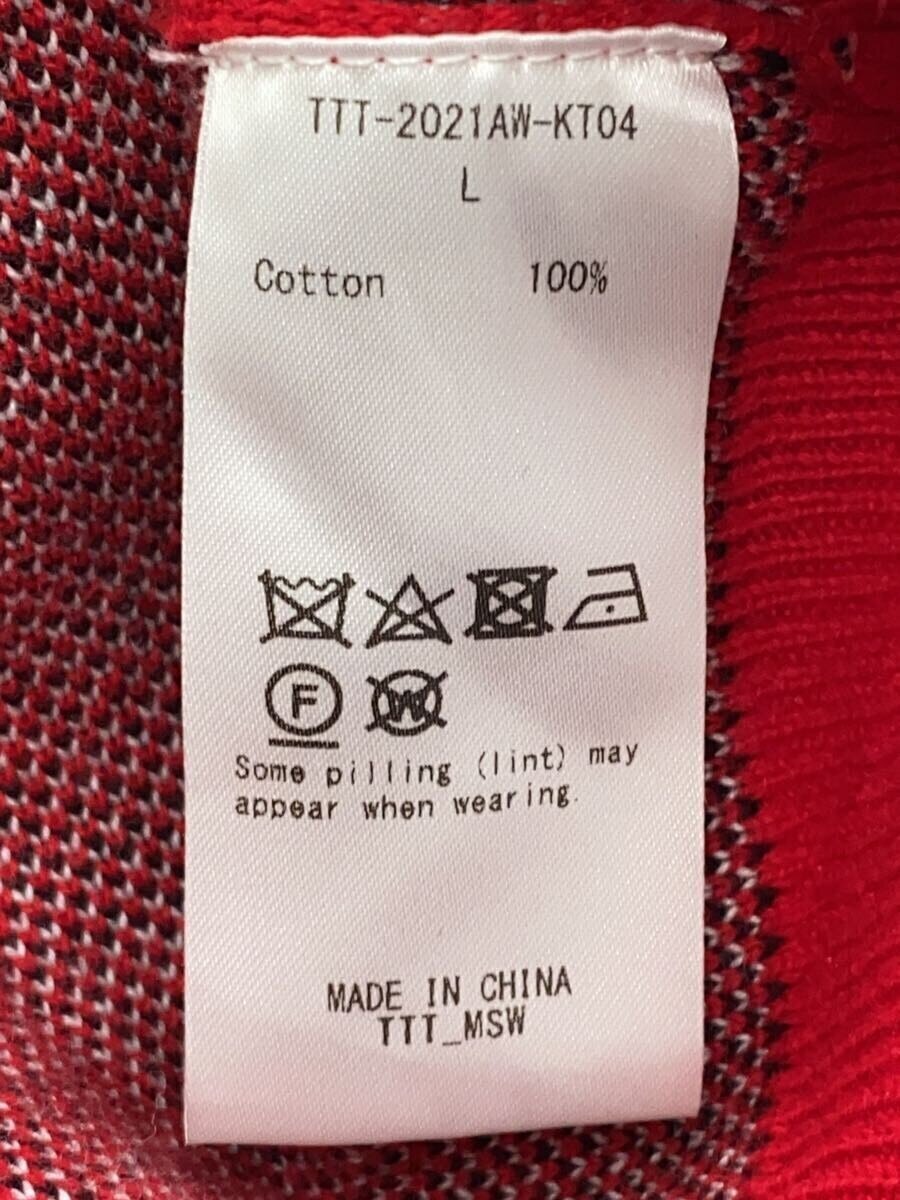 TTT-2021AW-KT04
L
Cotton 100%
F W
Some pilling (lint) may
appear when wearing.
MADE IN CHINA
TTT_MSW